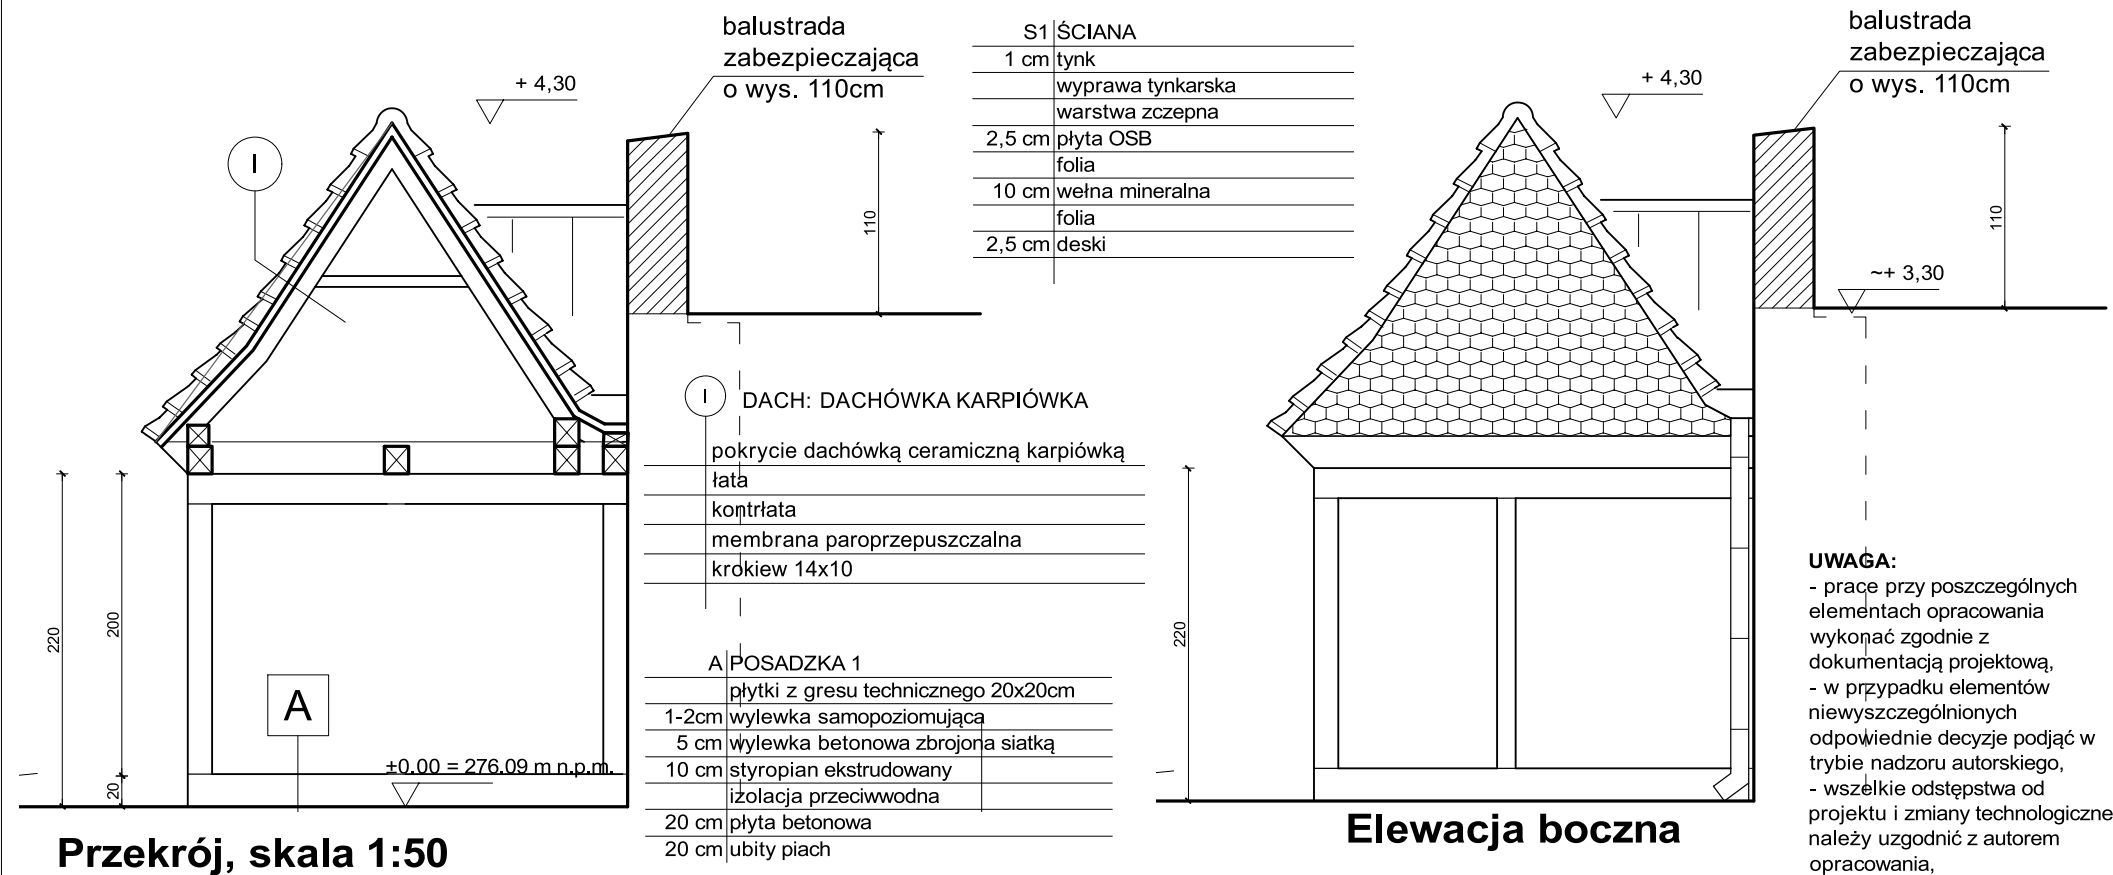 balustrada
zabezpieczająca
o wys. 110cm
+ 4,30
I
110
S1 ŚCIANA
1 cm tynk
wyprawa tynkarska
warstwa zczepna
2,5 cm płyta OSB
folia
10 cm wełna mineralna
folia
2,5 cm deski
I DACH: DACHÓWKA KARPIÓWKA
pokrycie dachówką ceramiczną karpiówką
łata
kontrłata
membrana paroprzepuszczalna
krokiew 14x10
220
200
20
A
±0.00 = 276.09 m n.p.m.
A POSADZKA 1
płytki z gresu technicznego 20x20cm
1-2cm wylewka samopoziomująca
5 cm wylewka betonowa zbrojona siatką
10 cm styropian ekstrudowany
izolacja przeciwwodna
20 cm płyta betonowa
20 cm ubity piach
Przekrój, skala 1:50
balustrada
zabezpieczająca
o wys. 110cm
+ 4,30
110
~+ 3,30
220
Elewacja boczna
UWAGA:
- prace przy poszczególnych
elementach opracowania
wykonać zgodnie z
dokumentacją projektową,
- w przypadku elementów
niewyszczególnionych
odpowiednie decyzje podjąć w
trybie nadzoru autorskiego,
- wszelkie odstępstwa od
projektu i zmiany technologiczne
należy uzgodnić z autorem
opracowania,